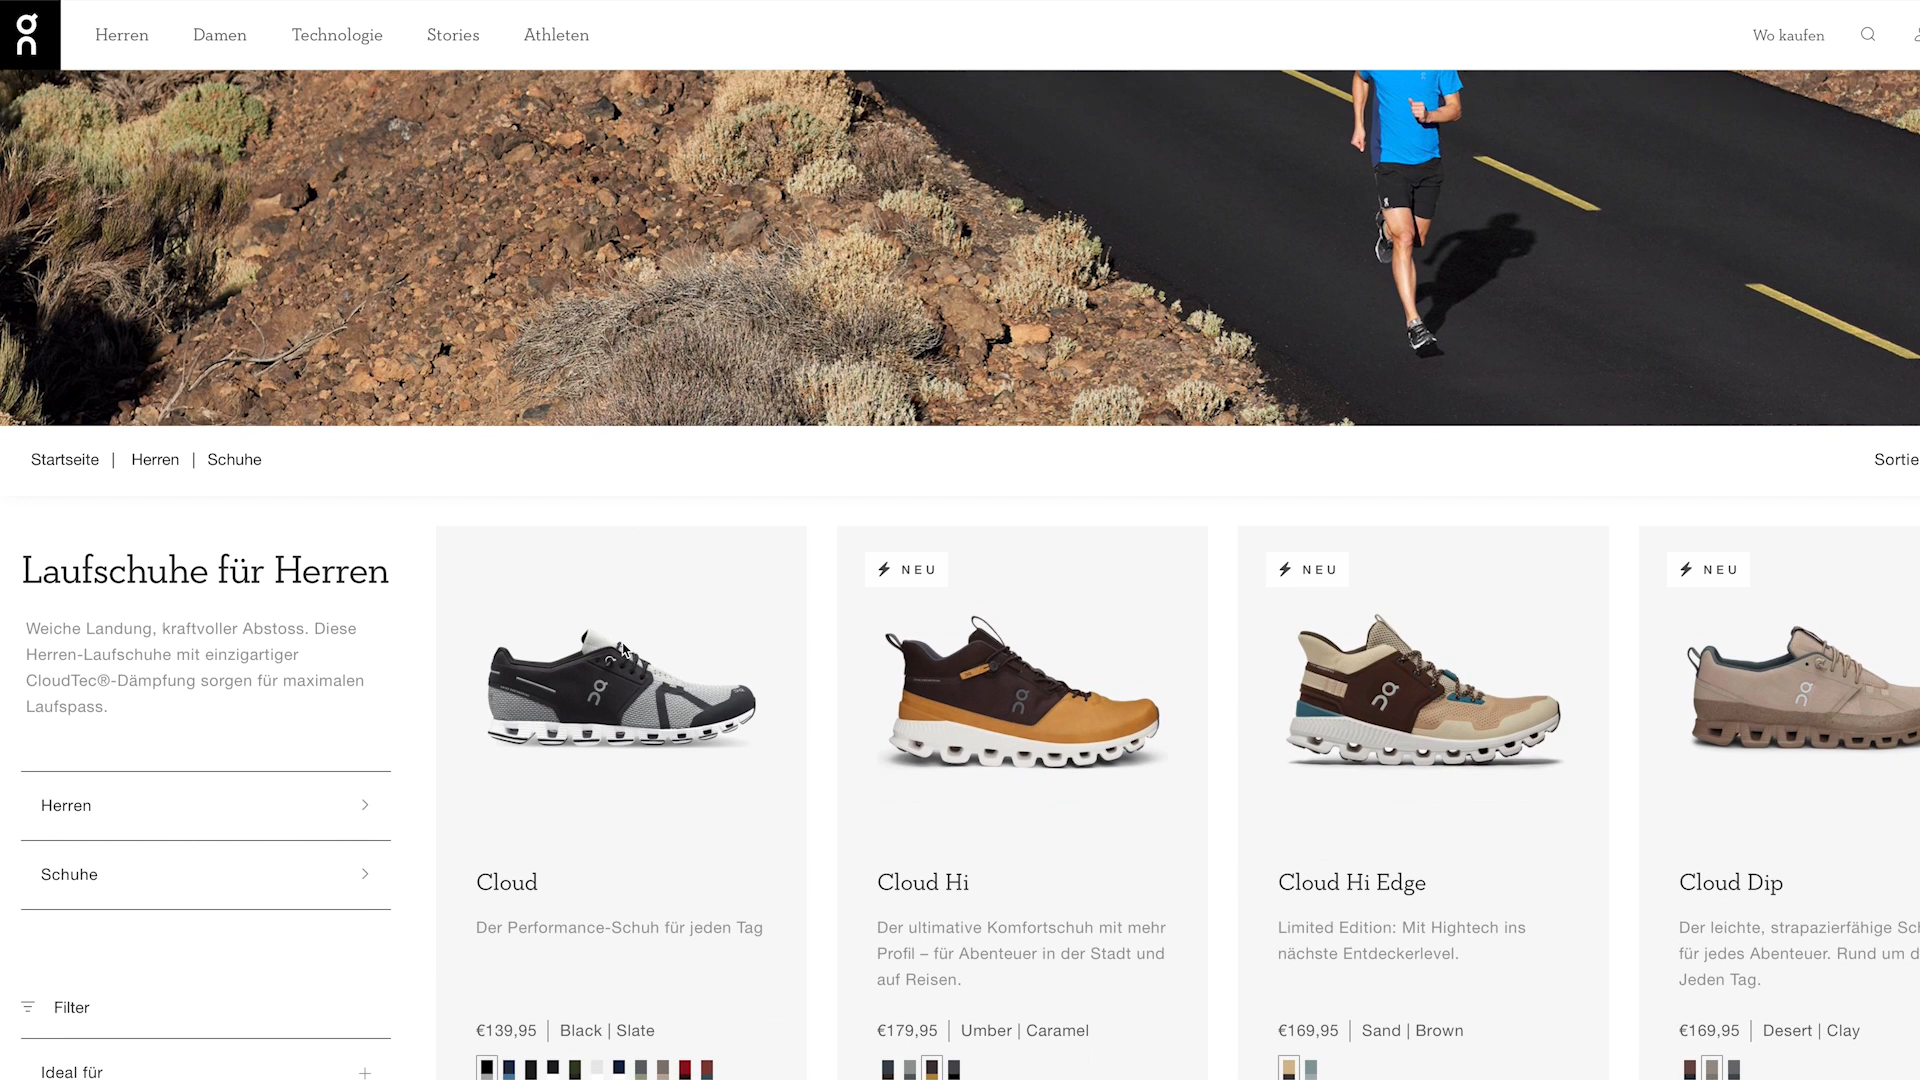 on
Herren
Damen
Technologie
Stories
Athleten
Wo kaufen
Startseite | Herren | Schuhe
Sortie
Laufschuhe für Herren
Weiche Landung, kraftvoller Abstoss. Diese
Herren-Laufschuhe mit einzigartiger
CloudTec®-Dämpfung sorgen für maximalen
Laufspass.
Herren
Schuhe
Filter
Ideal für
Cloud
Der Performance-Schuh für jeden Tag
€139,95 | Black | Slate
NEU
Cloud Hi
Der ultimative Komfortschuh mit mehr
Profil – für Abenteuer in der Stadt und
auf Reisen.
€179,95 | Umber | Caramel
NEU
Cloud Hi Edge
Limited Edition: Mit Hightech ins
nächste Entdeckerlevel.
€169,95 | Sand | Brown
NEU
Cloud Dip
Der leichte, strapazierfähige Sc
für jedes Abenteuer. Rund um d
Jeden Tag.
€169,95 | Desert | Clay